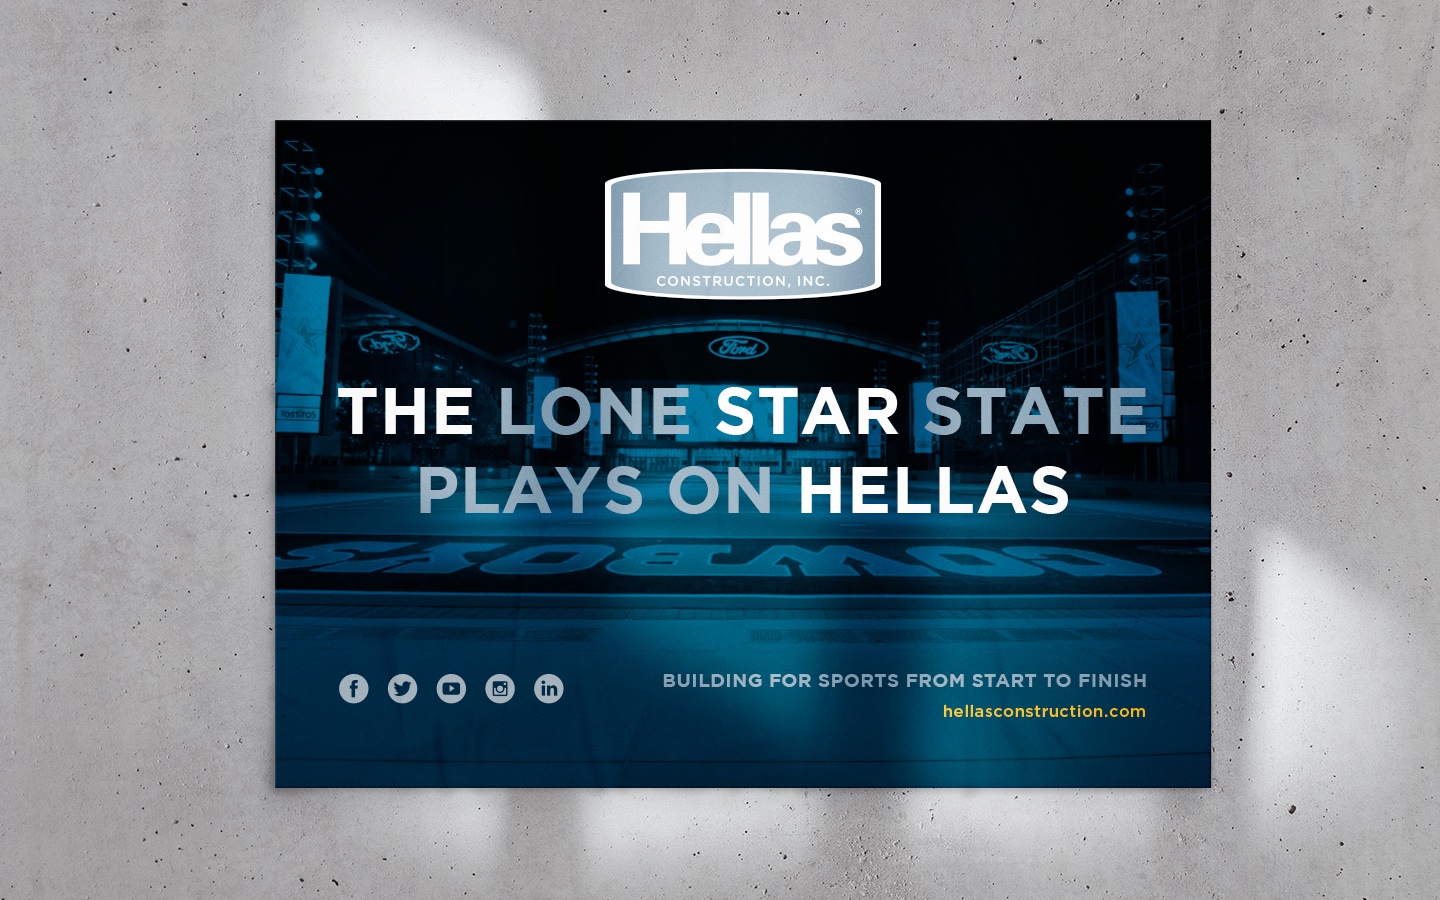 Hellas®
CONSTRUCTION, INC.
Ford
Ford
Ford
Tostitos
THE LONE STAR STATE
PLAYS ON HELLAS
COWBOYS
BUILDING FOR SPORTS FROM START TO FINISH
hellasconstruction.com